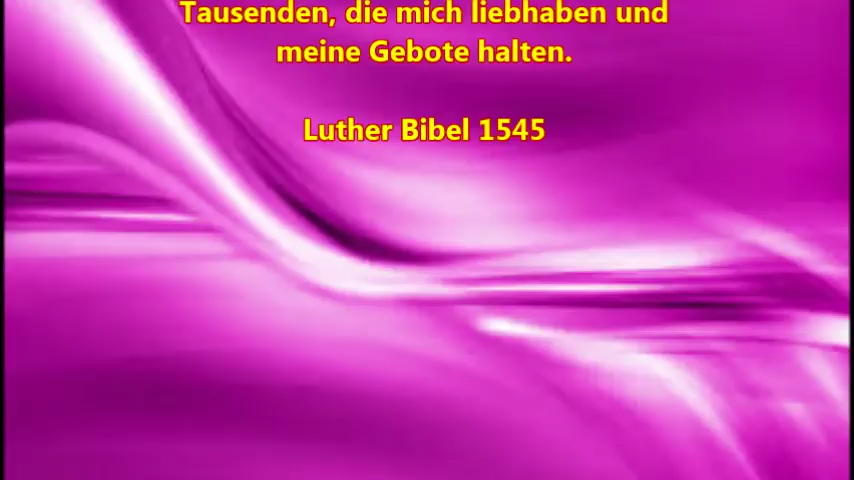 Tausenden, die mich liebhaben und
meine Gebote halten.
Luther Bibel 1545